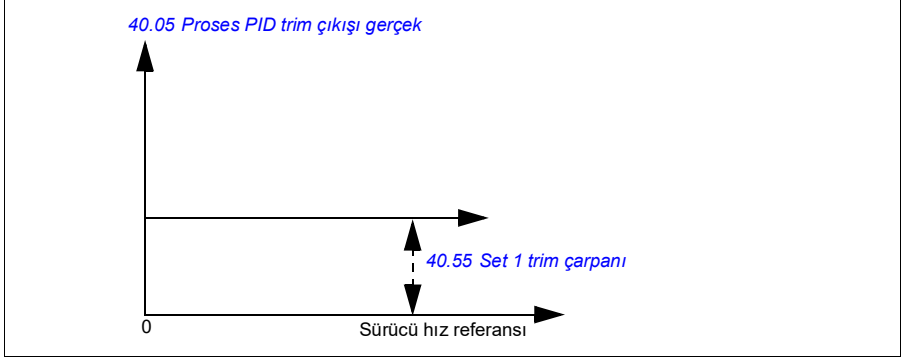 40.05 Proses PID trim çıkışı gerçek
40.55 Set 1 trim çarpanı
0
Sürücü hız referansı